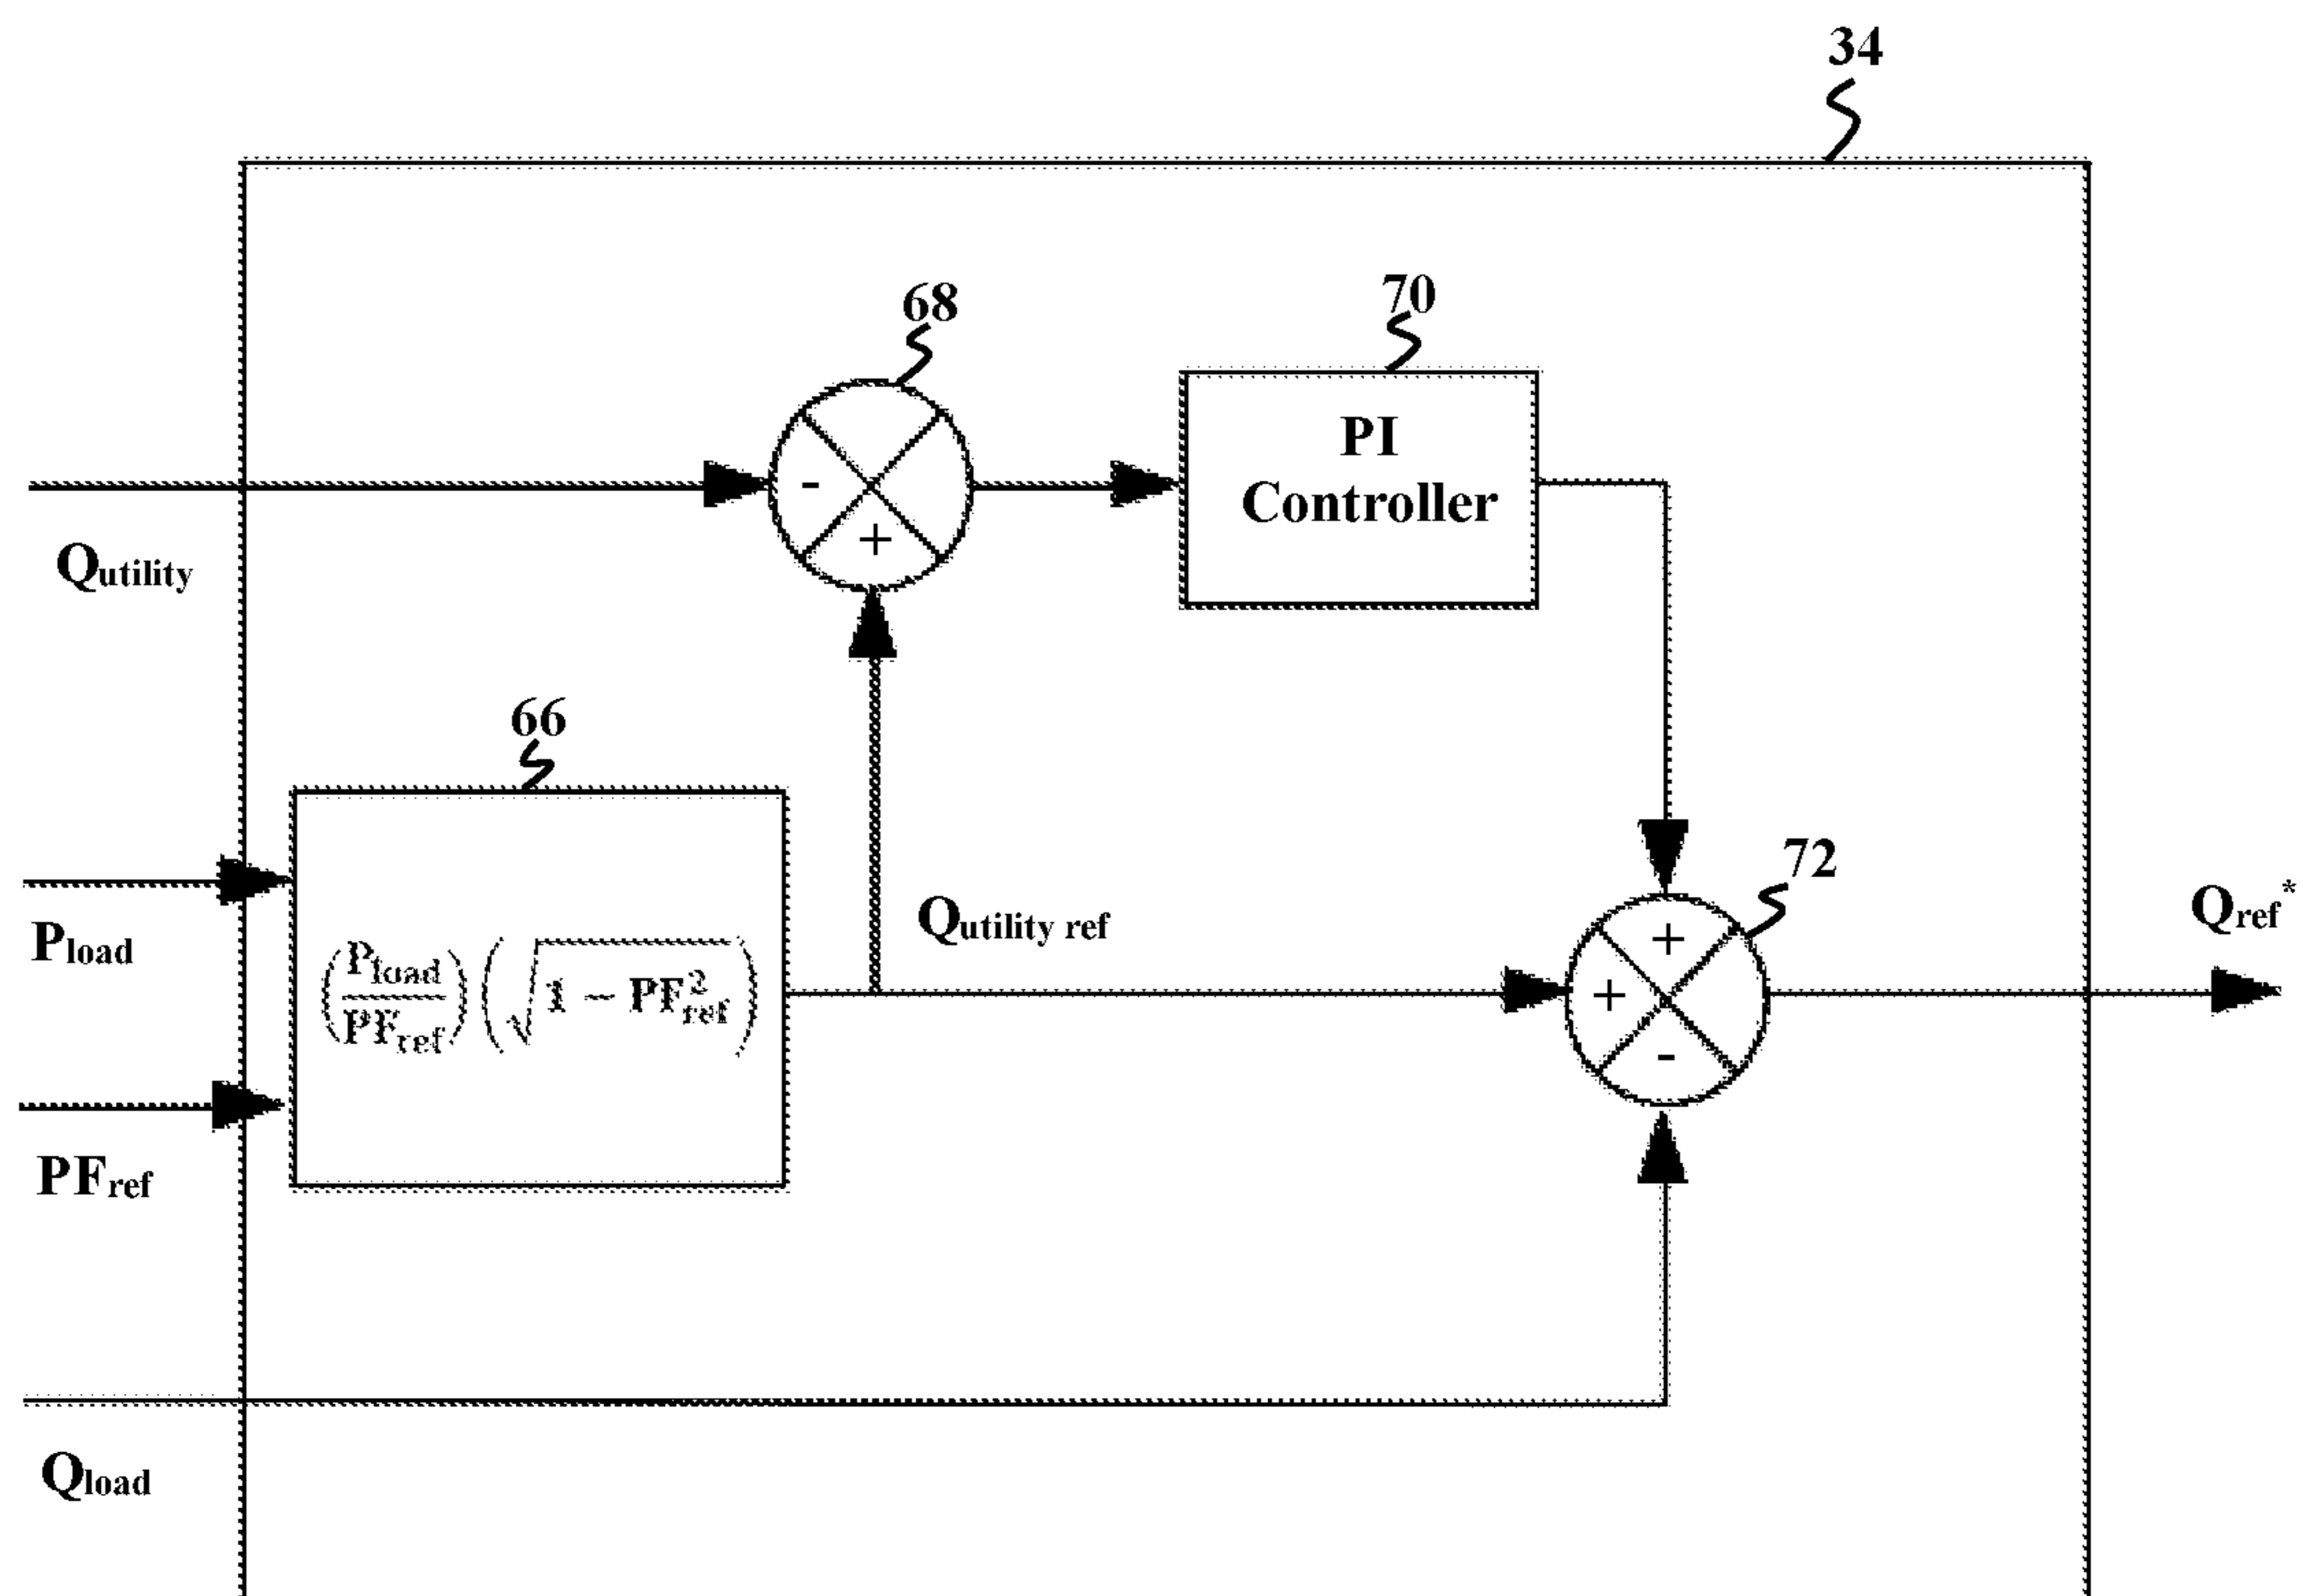 34
68
70
PI
Controller
-
+
Qutility
66
72
Qref*
Qutility ref
Pload
(Pload/PFref)(√1 − PF²ref)
+
+
-
PFref
Qload